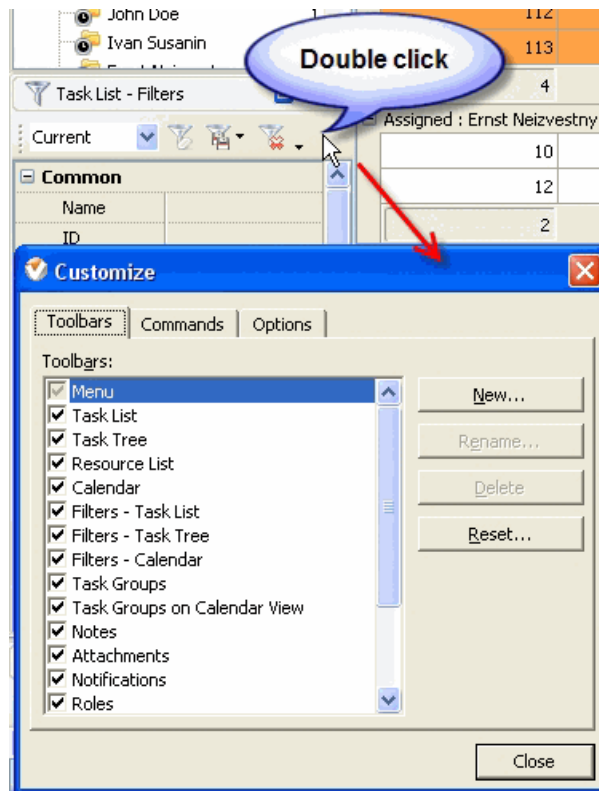 John Doe
112
Ivan Susanin
113
Double click
Task List - Filters
4
Assigned : Ernst Neizvestny
Current
10
Common
12
Name
2
ID
Customize
Toolbars Commands Options
Toolbars:
Menu
New...
Task List
Task Tree
Rename...
Resource List
Calendar
Delete
Filters - Task List
Filters - Task Tree
Reset...
Filters - Calendar
Task Groups
Task Groups on Calendar View
Notes
Attachments
Notifications
Roles
Close